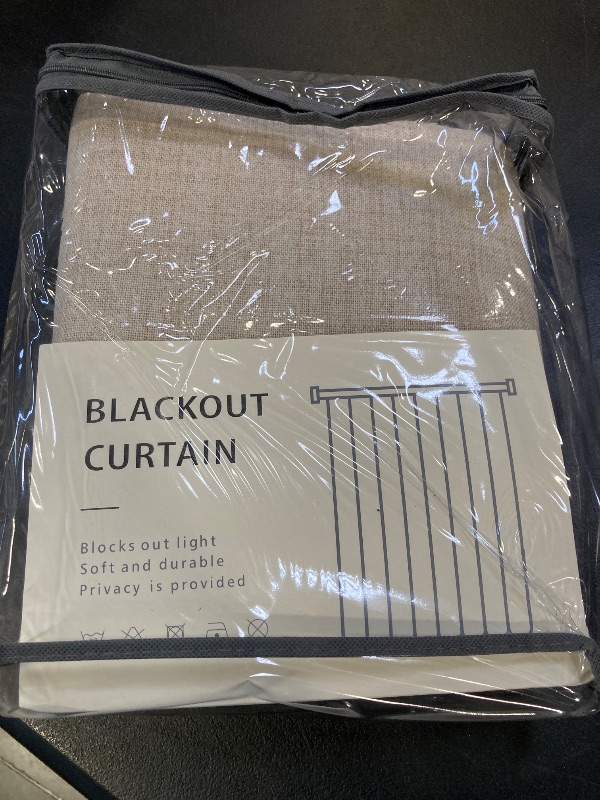 BLACKOUT
CURTAIN
Blocks out light
Soft and durable
Privacy is provided